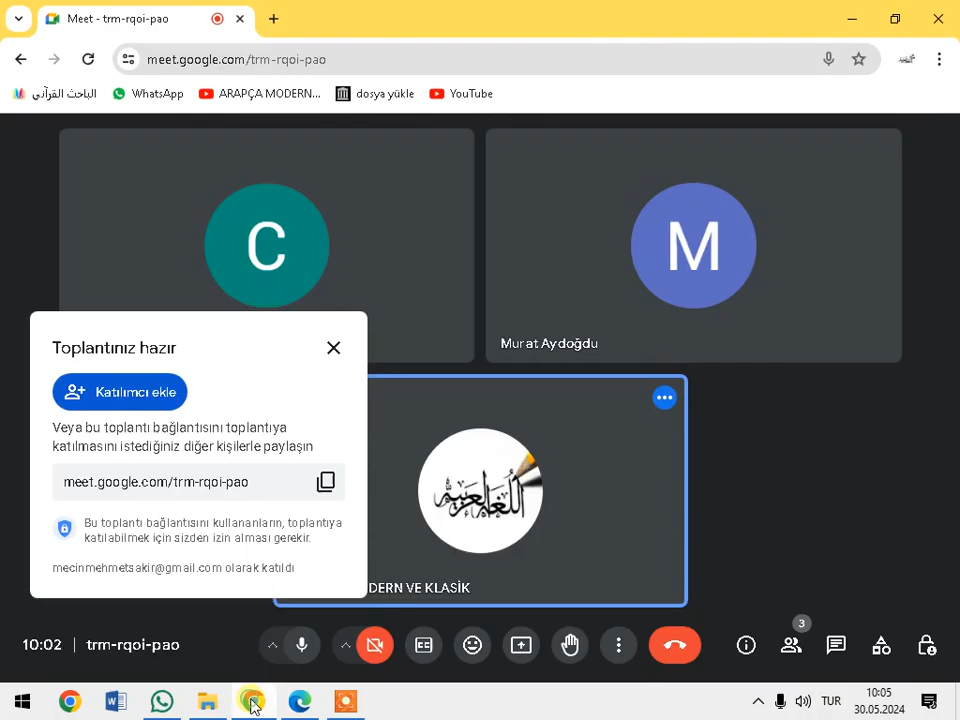 Meet - trm-rqoi-pao
meet.google.com/trm-rqoi-pao
الباحث القرآني
WhatsApp
ARAPÇA MODERN...
dosya yükle
YouTube
C
M
Murat Aydoğdu
Toplantınız hazır
Katılımcı ekle
Veya bu toplantı bağlantısını toplantıya
katılmasını istediğiniz diğer kişilerle paylaşın
meet.google.com/trm-rqoi-pao
Bu toplantı bağlantısını kullananların, toplantıya
katılabilmek için sizden izin alması gerekir.
mecinmehmetsakir@gmail.com olarak katıldı
اللغة العربية
DERN VE KLASİK
10:02
trm-rqoi-pao
3
TUR
10:05
30.05.2024